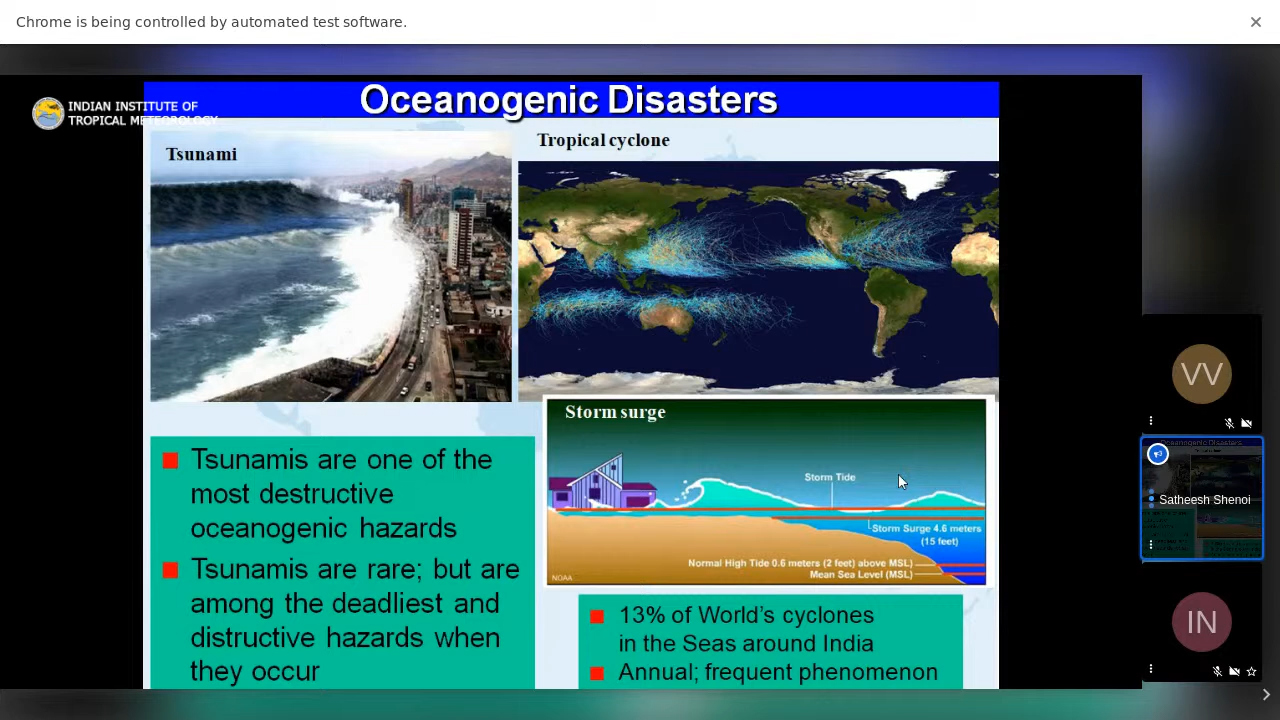 Chrome is being controlled by automated test software.
Oceanogenic Disasters
INDIAN INSTITUTE OF
TROPICAL METEOROLOGY
Tsunami
Tropical cyclone
Storm surge
Storm Tide
Storm Surge 4.6 meters
(15 feet)
Normal High Tide 0.6 meters (2 feet) above MSL
Mean Sea Level (MSL)
NOAA
Tsunamis are one of the
most destructive
oceanogenic hazards
Tsunamis are rare; but are
among the deadliest and
distructive hazards when
they occur
13% of World's cyclones
in the Seas around India
Annual; frequent phenomenon
VV
Oceanogenic Disasters
Satheesh Shenoi
IN